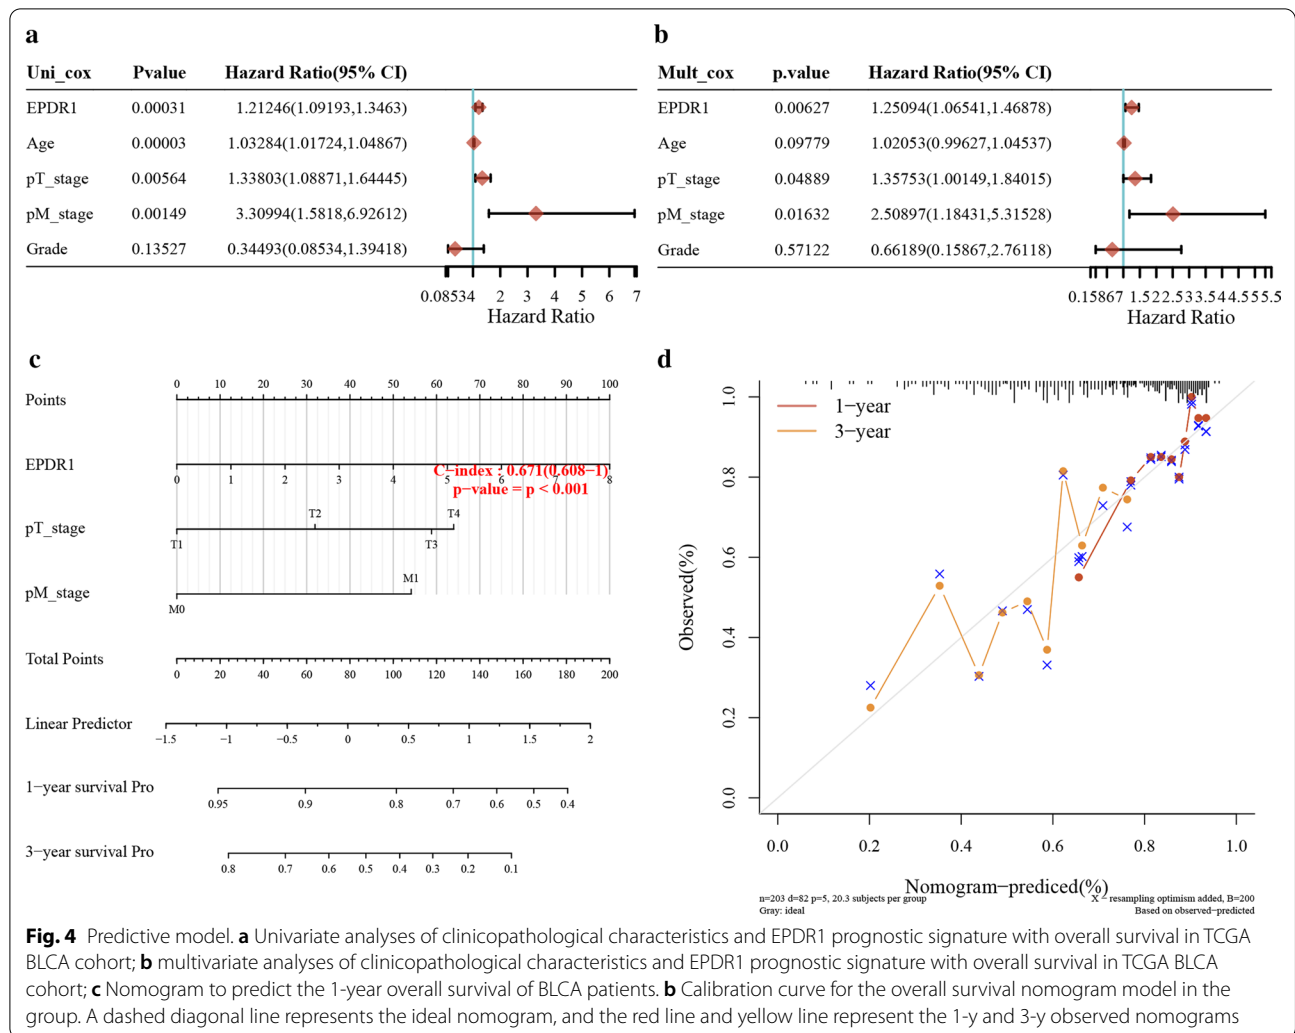 a
Uni_cox Pvalue Hazard Ratio(95% CI)
EPDR1 0.00031 1.21246(1.09193,1.3463)
Age 0.00003 1.03284(1.01724,1.04867)
pT_stage 0.00564 1.33803(1.08871,1.64445)
pM_stage 0.00149 3.30994(1.5818,6.92612)
Grade 0.13527 0.34493(0.08534,1.39418)
0.08534 2 3 4 5 6 7
Hazard Ratio
b
Mult_cox p.value Hazard Ratio(95% CI)
EPDR1 0.00627 1.25094(1.06541,1.46878)
Age 0.09779 1.02053(0.99627,1.04537)
pT_stage 0.04889 1.35753(1.00149,1.84015)
pM_stage 0.01632 2.50897(1.18431,5.31528)
Grade 0.57122 0.66189(0.15867,2.76118)
0.15867 1.5 2 2.5 3 3.5 4 4.5 5 5.5
Hazard Ratio
c
Points 0 10 20 30 40 50 60 70 80 90 100
EPDR1 0 1 2 3 4 5 6 7 8
C−index : 0.671(0.608−1)
p−value = p < 0.001
pT_stage T1 T2 T3 T4
pM_stage M0 M1
Total Points 0 20 40 60 80 100 120 140 160 180 200
Linear Predictor −1.5 −1 −0.5 0 0.5 1 1.5 2
1−year survival Pro 0.95 0.9 0.8 0.7 0.6 0.5 0.4
3−year survival Pro 0.8 0.7 0.6 0.5 0.4 0.3 0.2 0.1
d
1−year
3−year
Observed(%)
1.0
0.8
0.6
0.4
0.2
0.0
0.0 0.2 0.4 0.6 0.8 1.0
Nomogram−prediced(%)
n=203 d=82 p=5, 20.3 subjects per group
Gray: ideal
X − resampling optimism added, B=200
Based on observed−predicted
Fig. 4 Predictive model. a Univariate analyses of clinicopathological characteristics and EPDR1 prognostic signature with overall survival in TCGA
BLCA cohort; b multivariate analyses of clinicopathological characteristics and EPDR1 prognostic signature with overall survival in TCGA BLCA
cohort; c Nomogram to predict the 1-year overall survival of BLCA patients. b Calibration curve for the overall survival nomogram model in the
group. A dashed diagonal line represents the ideal nomogram, and the red line and yellow line represent the 1-y and 3-y observed nomograms